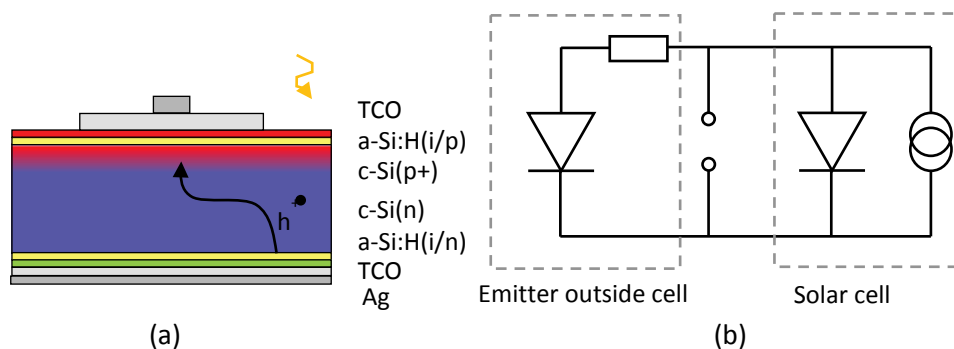 (b)
TCO
a-Si:H(i/p)
c-Si(p+)
c-Si(n)
a-Si:H(i/n)
TCO
Ag
h
+
Emitter outside cell
Solar cell
(a)
(b)